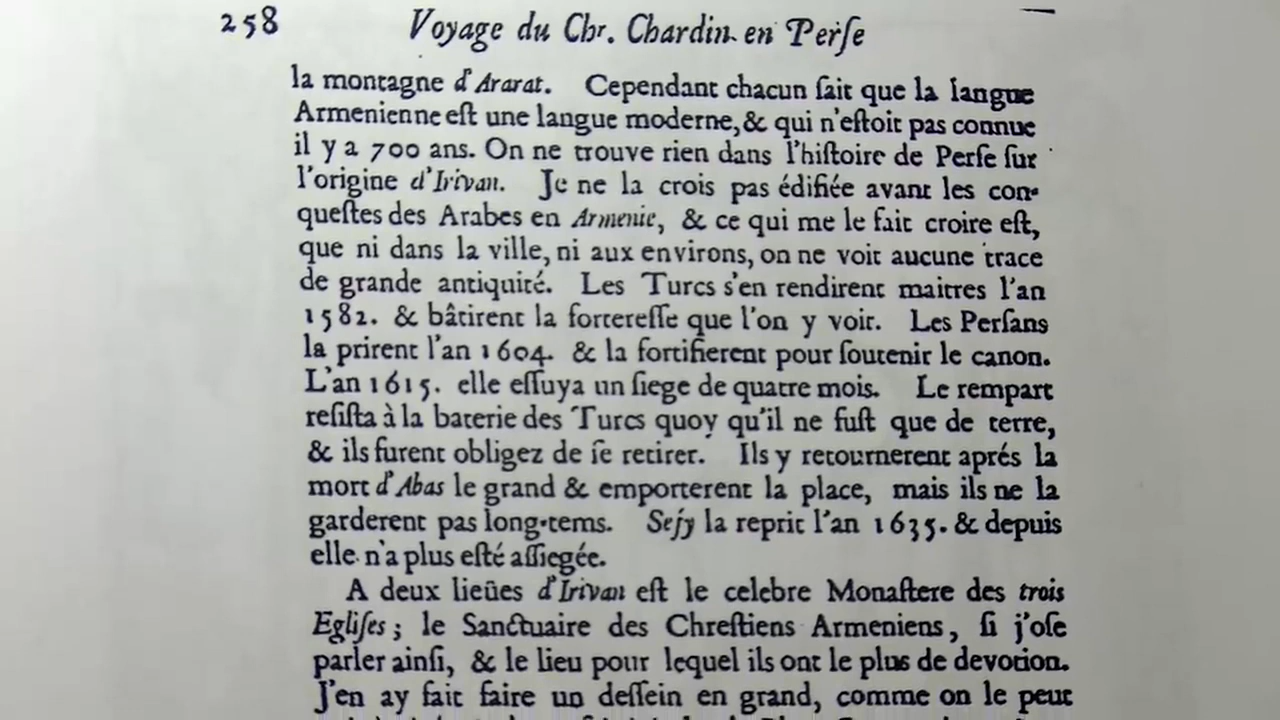 258 Voyage du Chr. Chardin en Perſe
la montagne d'Ararat. Cependant chacun ſait que la langue
Armenienne eſt une langue moderne, & qui n'eſtoit pas connue
il y a 700 ans. On ne trouve rien dans l'hiſtoire de Perſe ſur
l'origine d'Irivan. Je ne la crois pas édifiée avant les con-
queſtes des Arabes en Armenie, & ce qui me le fait croire eſt,
que ni dans la ville, ni aux environs, on ne voit aucune trace
de grande antiquité. Les Turcs s'en rendirent maitres l'an
1582. & bâtirent la fortereſſe que l'on y voit. Les Perſans
la prirent l'an 1604. & la fortifierent pour ſoutenir le canon.
L'an 1615. elle eſſuya un ſiege de quatre mois. Le rempart
reſiſta à la baterie des Turcs quoy qu'il ne fuſt que de terre,
& ils furent obligez de ſe retirer. Ils y retournerent aprés la
mort d'Abas le grand & emporterent la place, mais ils ne la
garderent pas long-tems. Sefy la reprit l'an 1635. & depuis
elle n'a plus eſté aſſiegée.
A deux lieües d'Irivan eſt le celebre Monaſtere des trois
Egliſes; le Sanctuaire des Chreſtiens Armeniens, ſi j'oſe
parler ainſi, & le lieu pour lequel ils ont le plus de devotion.
J'en ay fait faire un deſſein en grand, comme on le peut